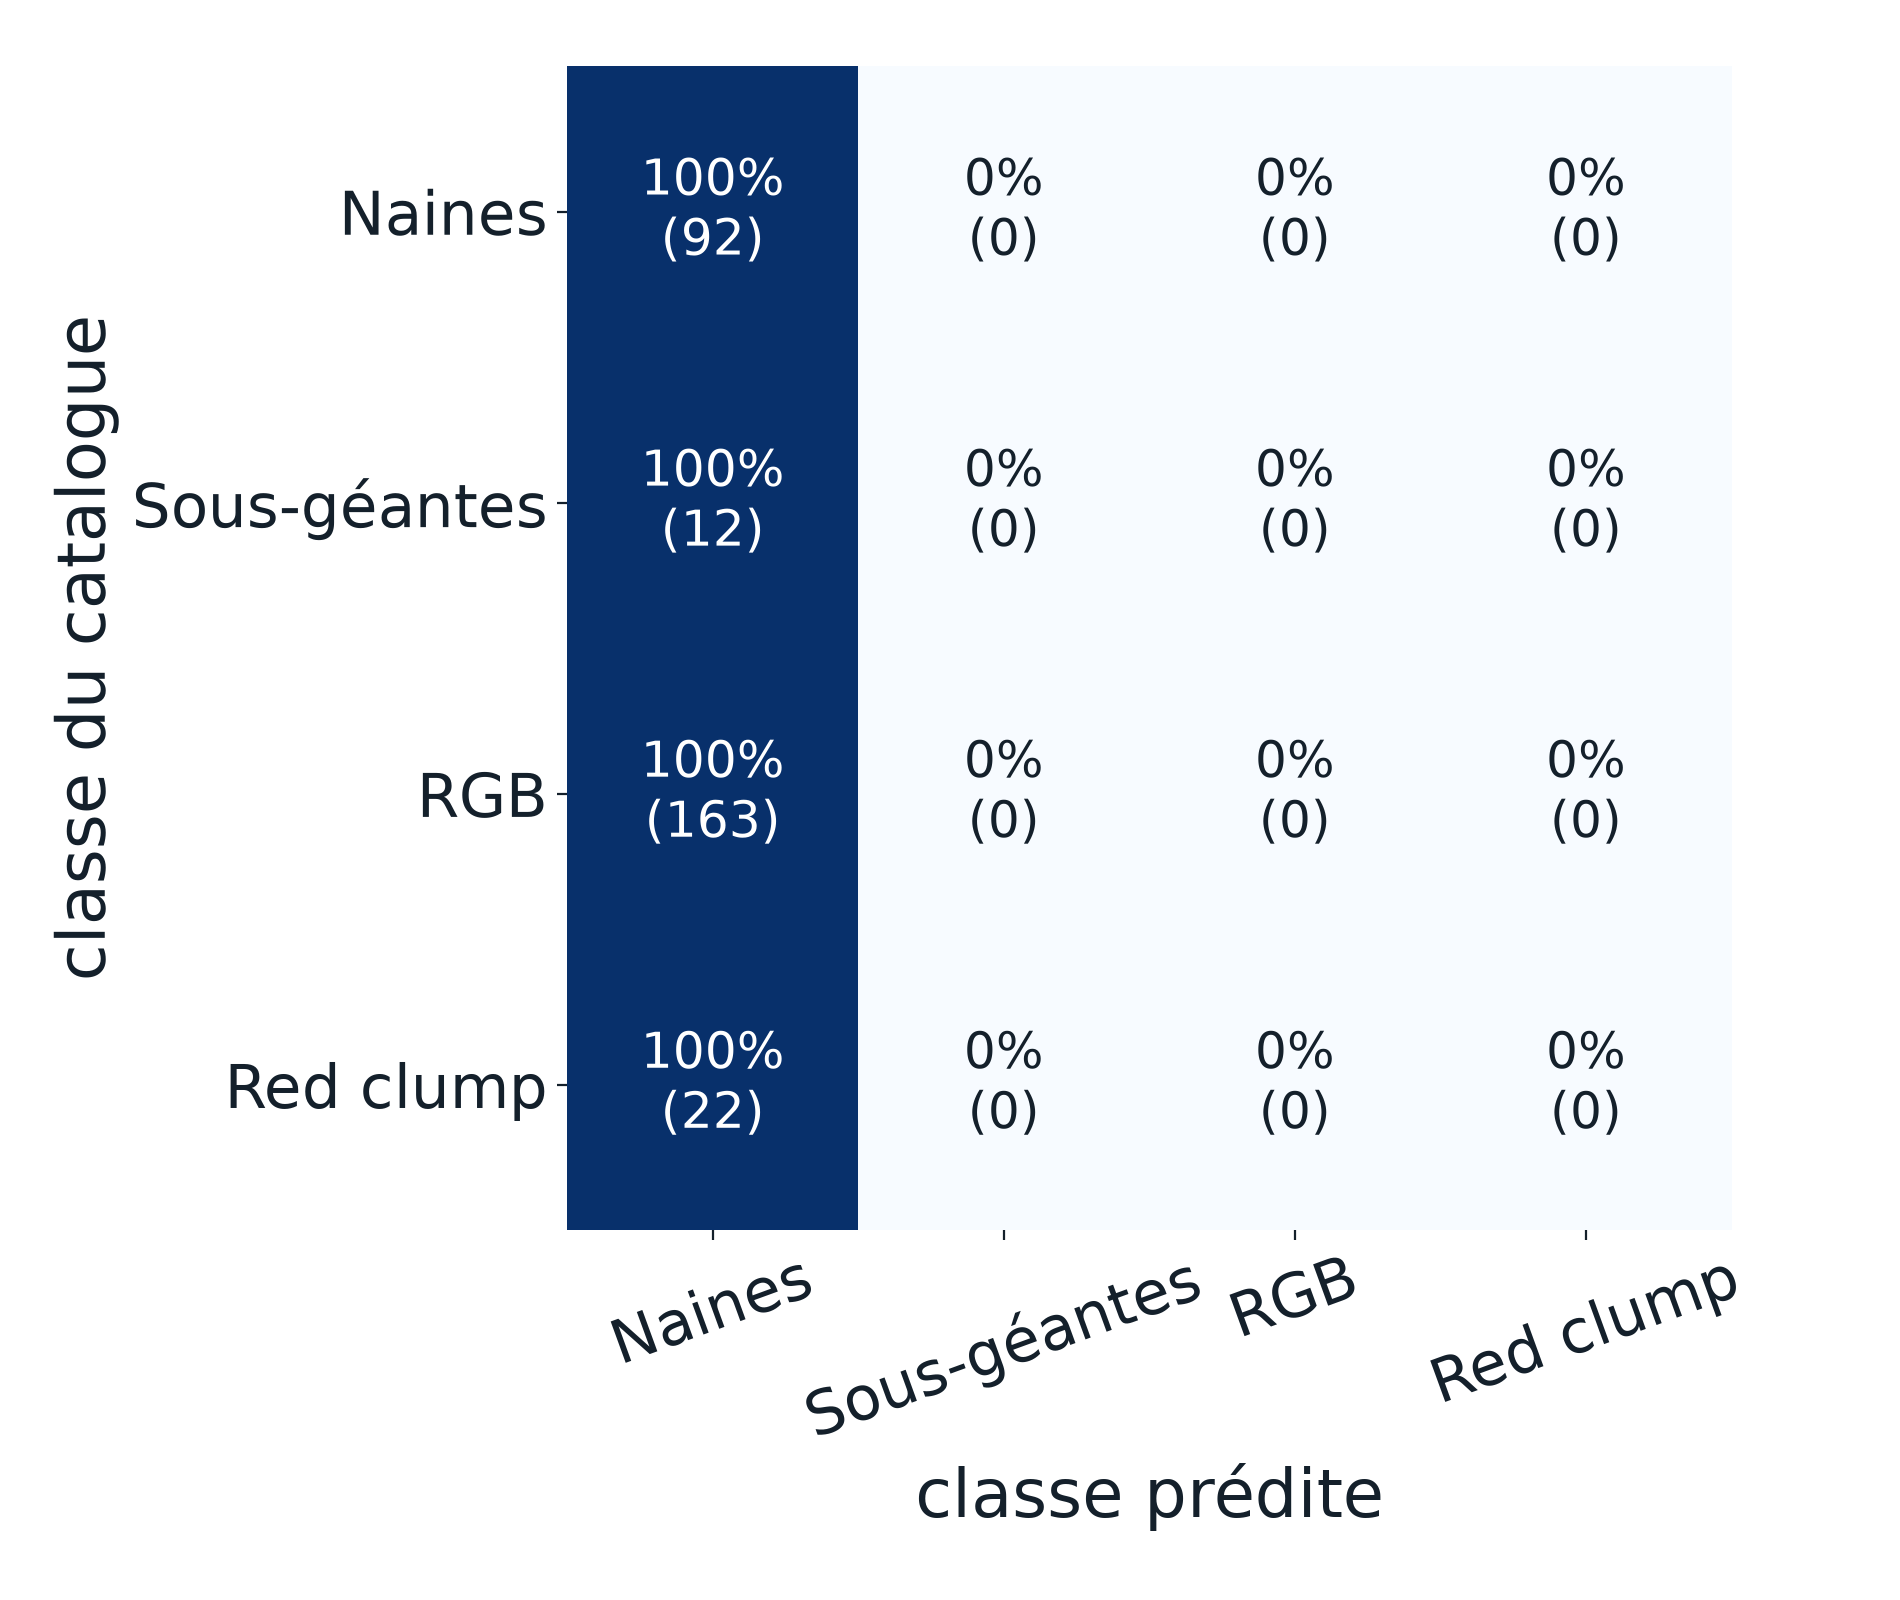 classe du catalogue
Naines
100% 0% 0% 0%
(92) (0) (0) (0)
Sous-géantes
100% 0% 0% 0%
(12) (0) (0) (0)
RGB
100% 0% 0% 0%
(163) (0) (0) (0)
Red clump
100% 0% 0% 0%
(22) (0) (0) (0)
Naines Sous-géantes RGB Red clump
classe prédite